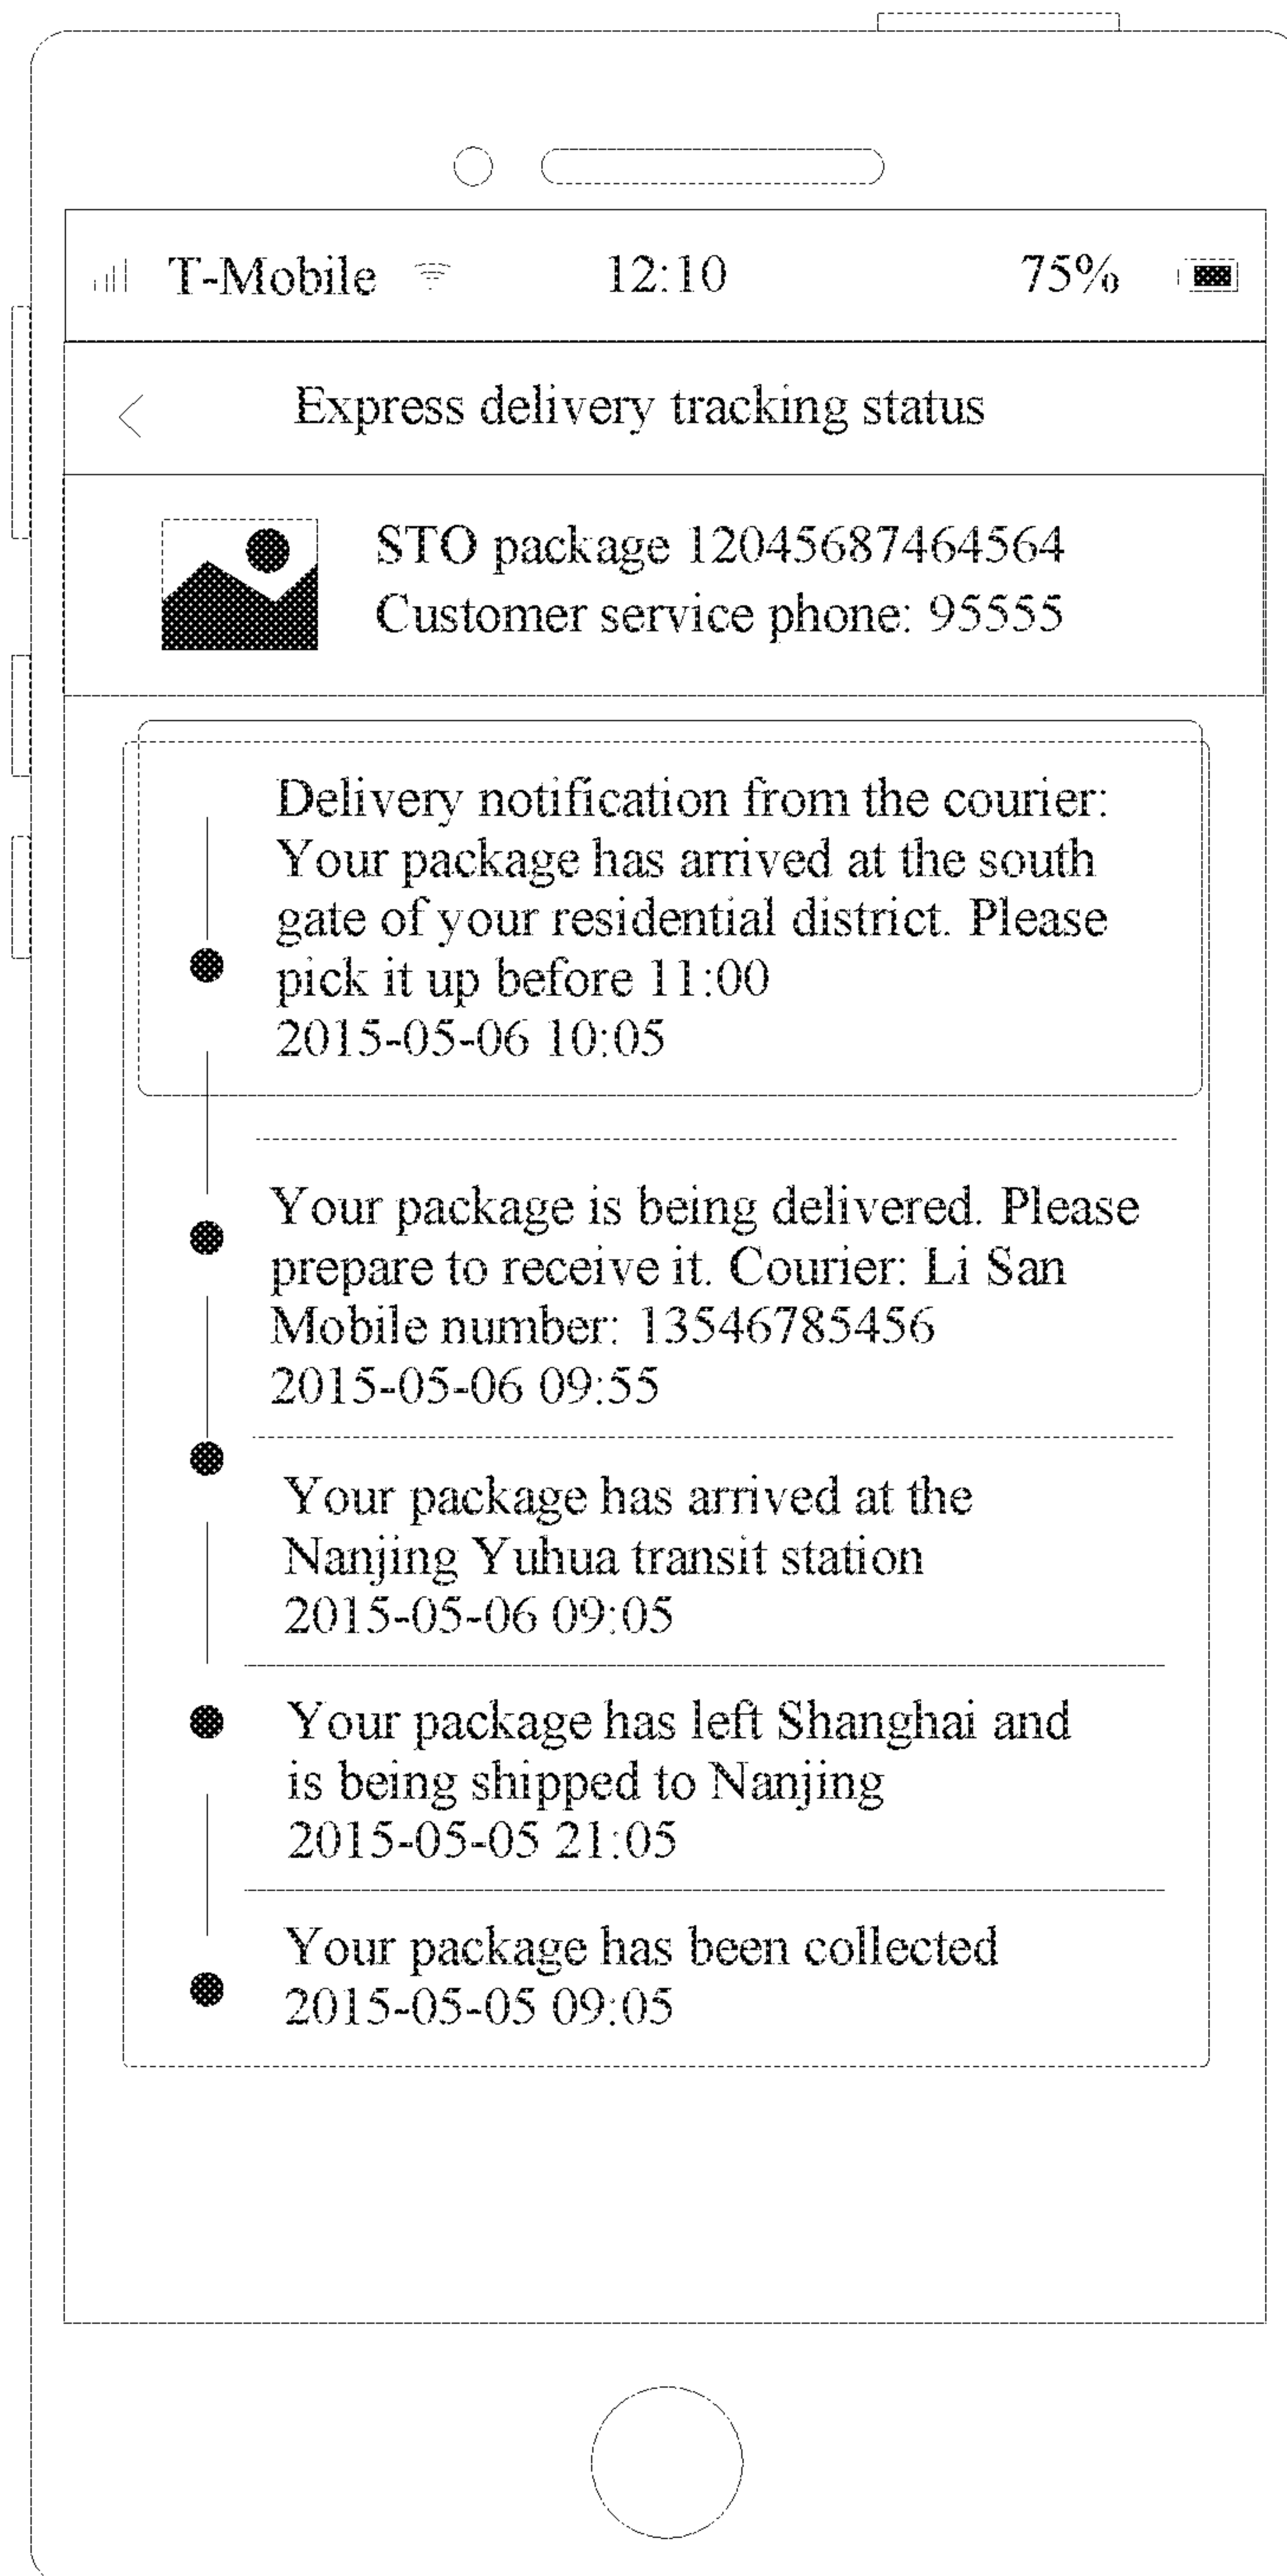 T-Mobile 12:10 75%
Express delivery tracking status
STO package 12045687464564
Customer service phone: 95555
Delivery notification from the courier:
Your package has arrived at the south
gate of your residential district. Please
pick it up before 11:00
2015-05-06 10:05
Your package is being delivered. Please
prepare to receive it. Courier: Li San
Mobile number: 13546785456
2015-05-06 09:55
Your package has arrived at the
Nanjing Yuhua transit station
2015-05-06 09:05
Your package has left Shanghai and
is being shipped to Nanjing
2015-05-05 21:05
Your package has been collected
2015-05-05 09:05